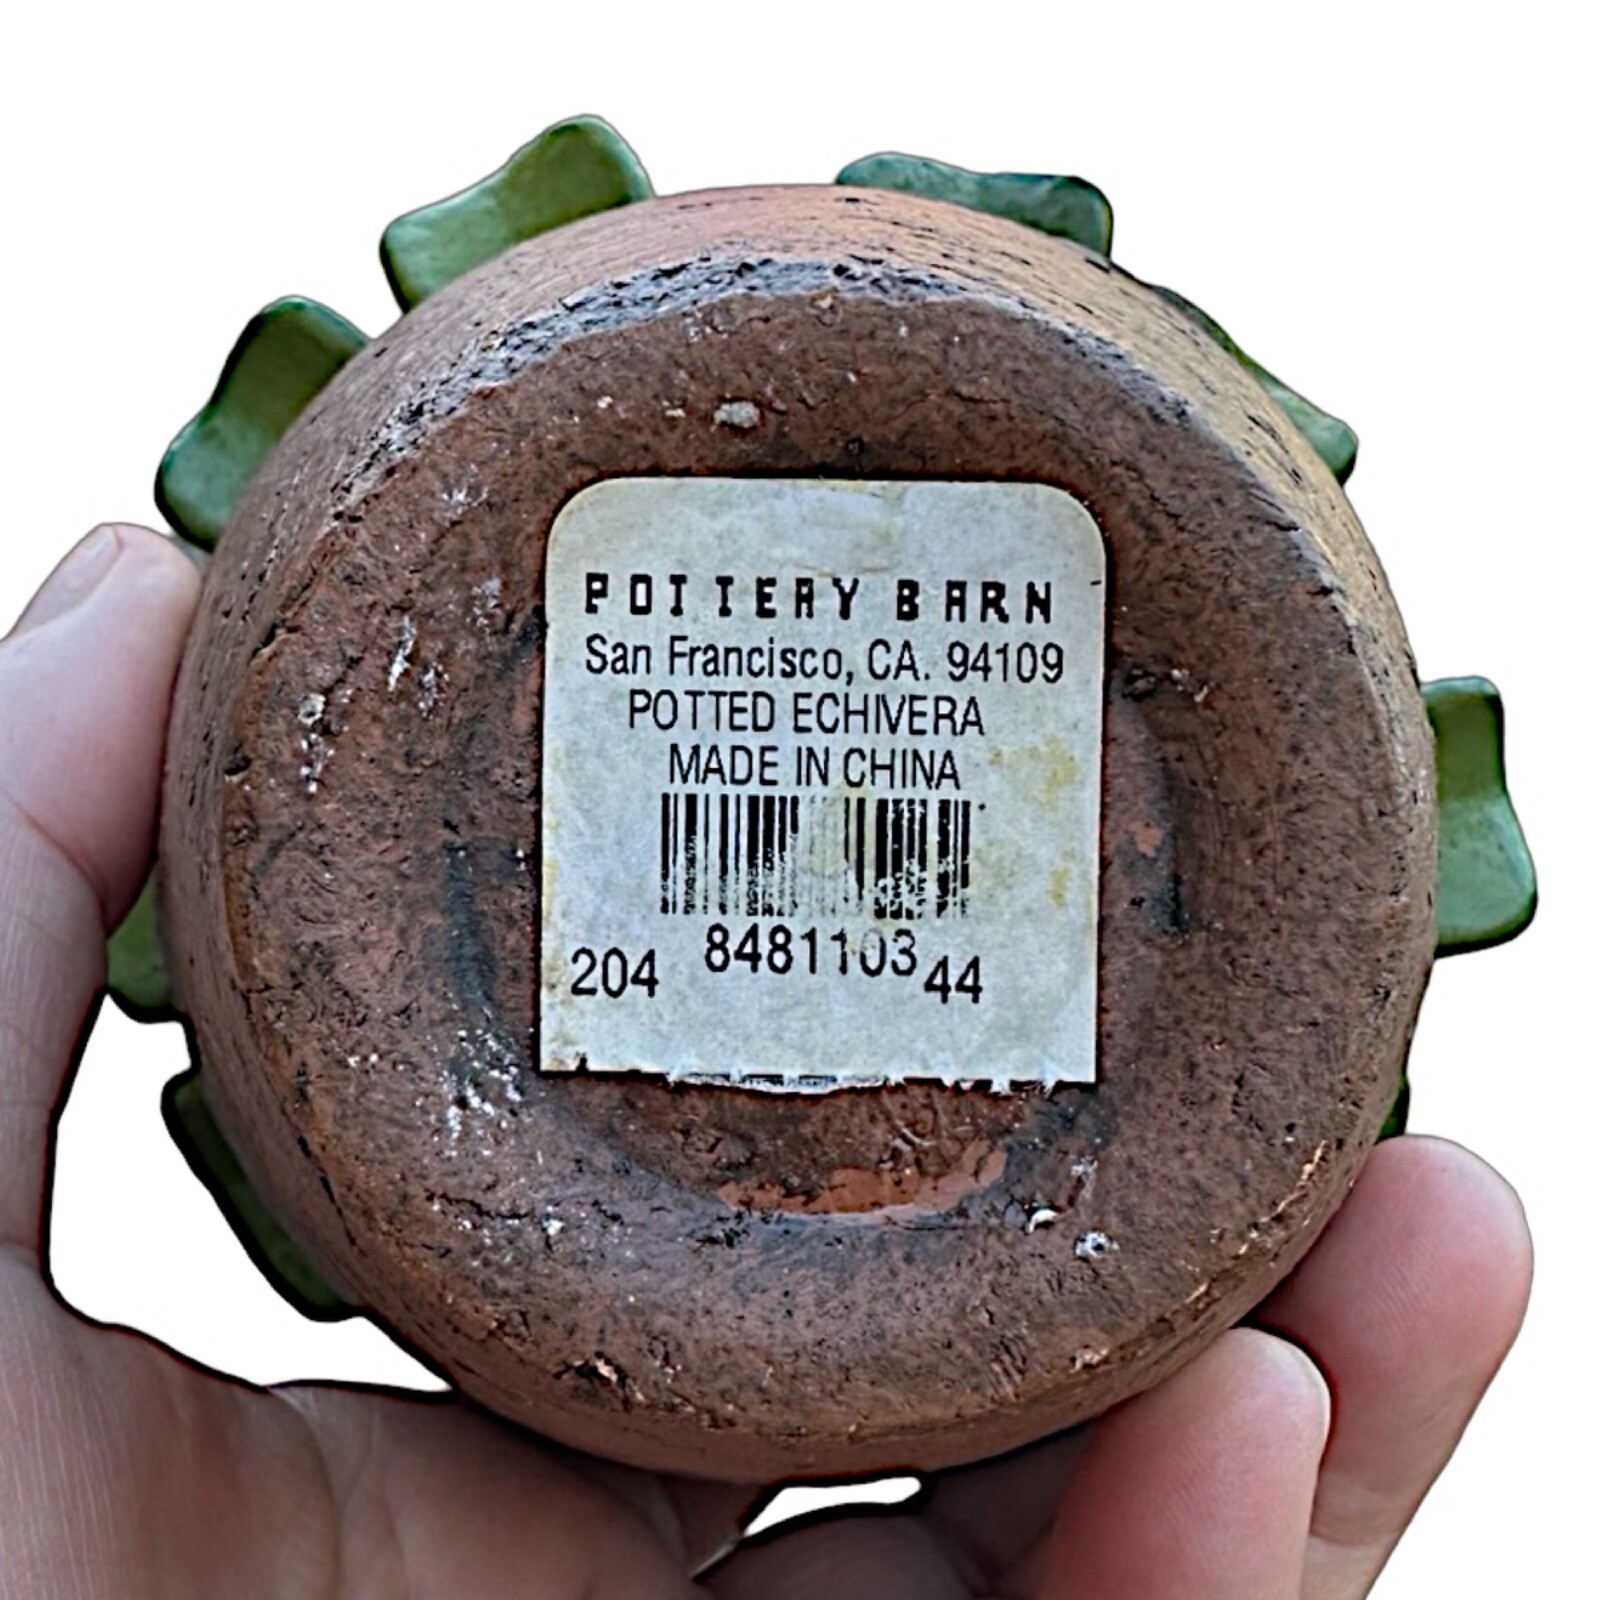 POTTERY BARN
San Francisco, CA. 94109
POTTED ECHIVERA
MADE IN CHINA
204 8481103 44